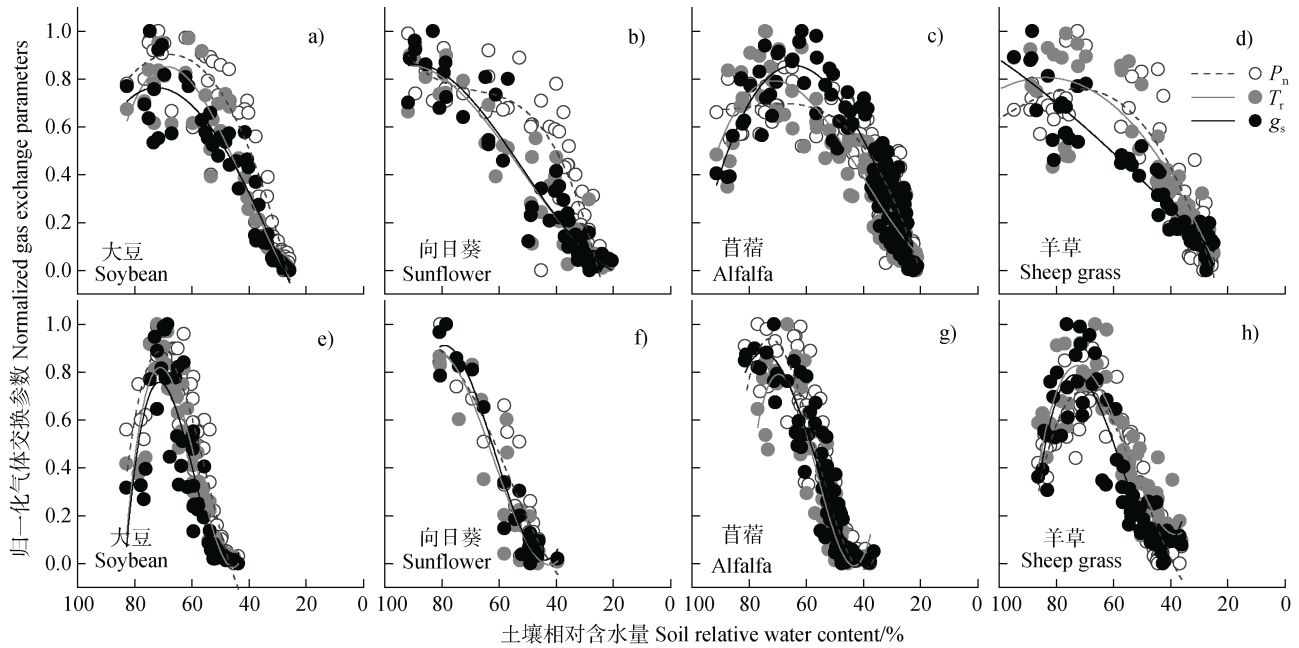 归一化气体交换参数 Normalized gas exchange parameters
1.0
0.8
0.6
0.4
0.2
0.0
a)
大豆
Soybean
b)
向日葵
Sunflower
c)
苜蓿
Alfalfa
d)
Pn
Tr
gs
羊草
Sheep grass
1.0
0.8
0.6
0.4
0.2
0.0
e)
大豆
Soybean
f)
向日葵
Sunflower
g)
苜蓿
Alfalfa
h)
羊草
Sheep grass
100 80 60 40 20 0 80 60 40 20 0 80 60 40 20 0 80 60 40 20 0
土壤相对含水量 Soil relative water content/%